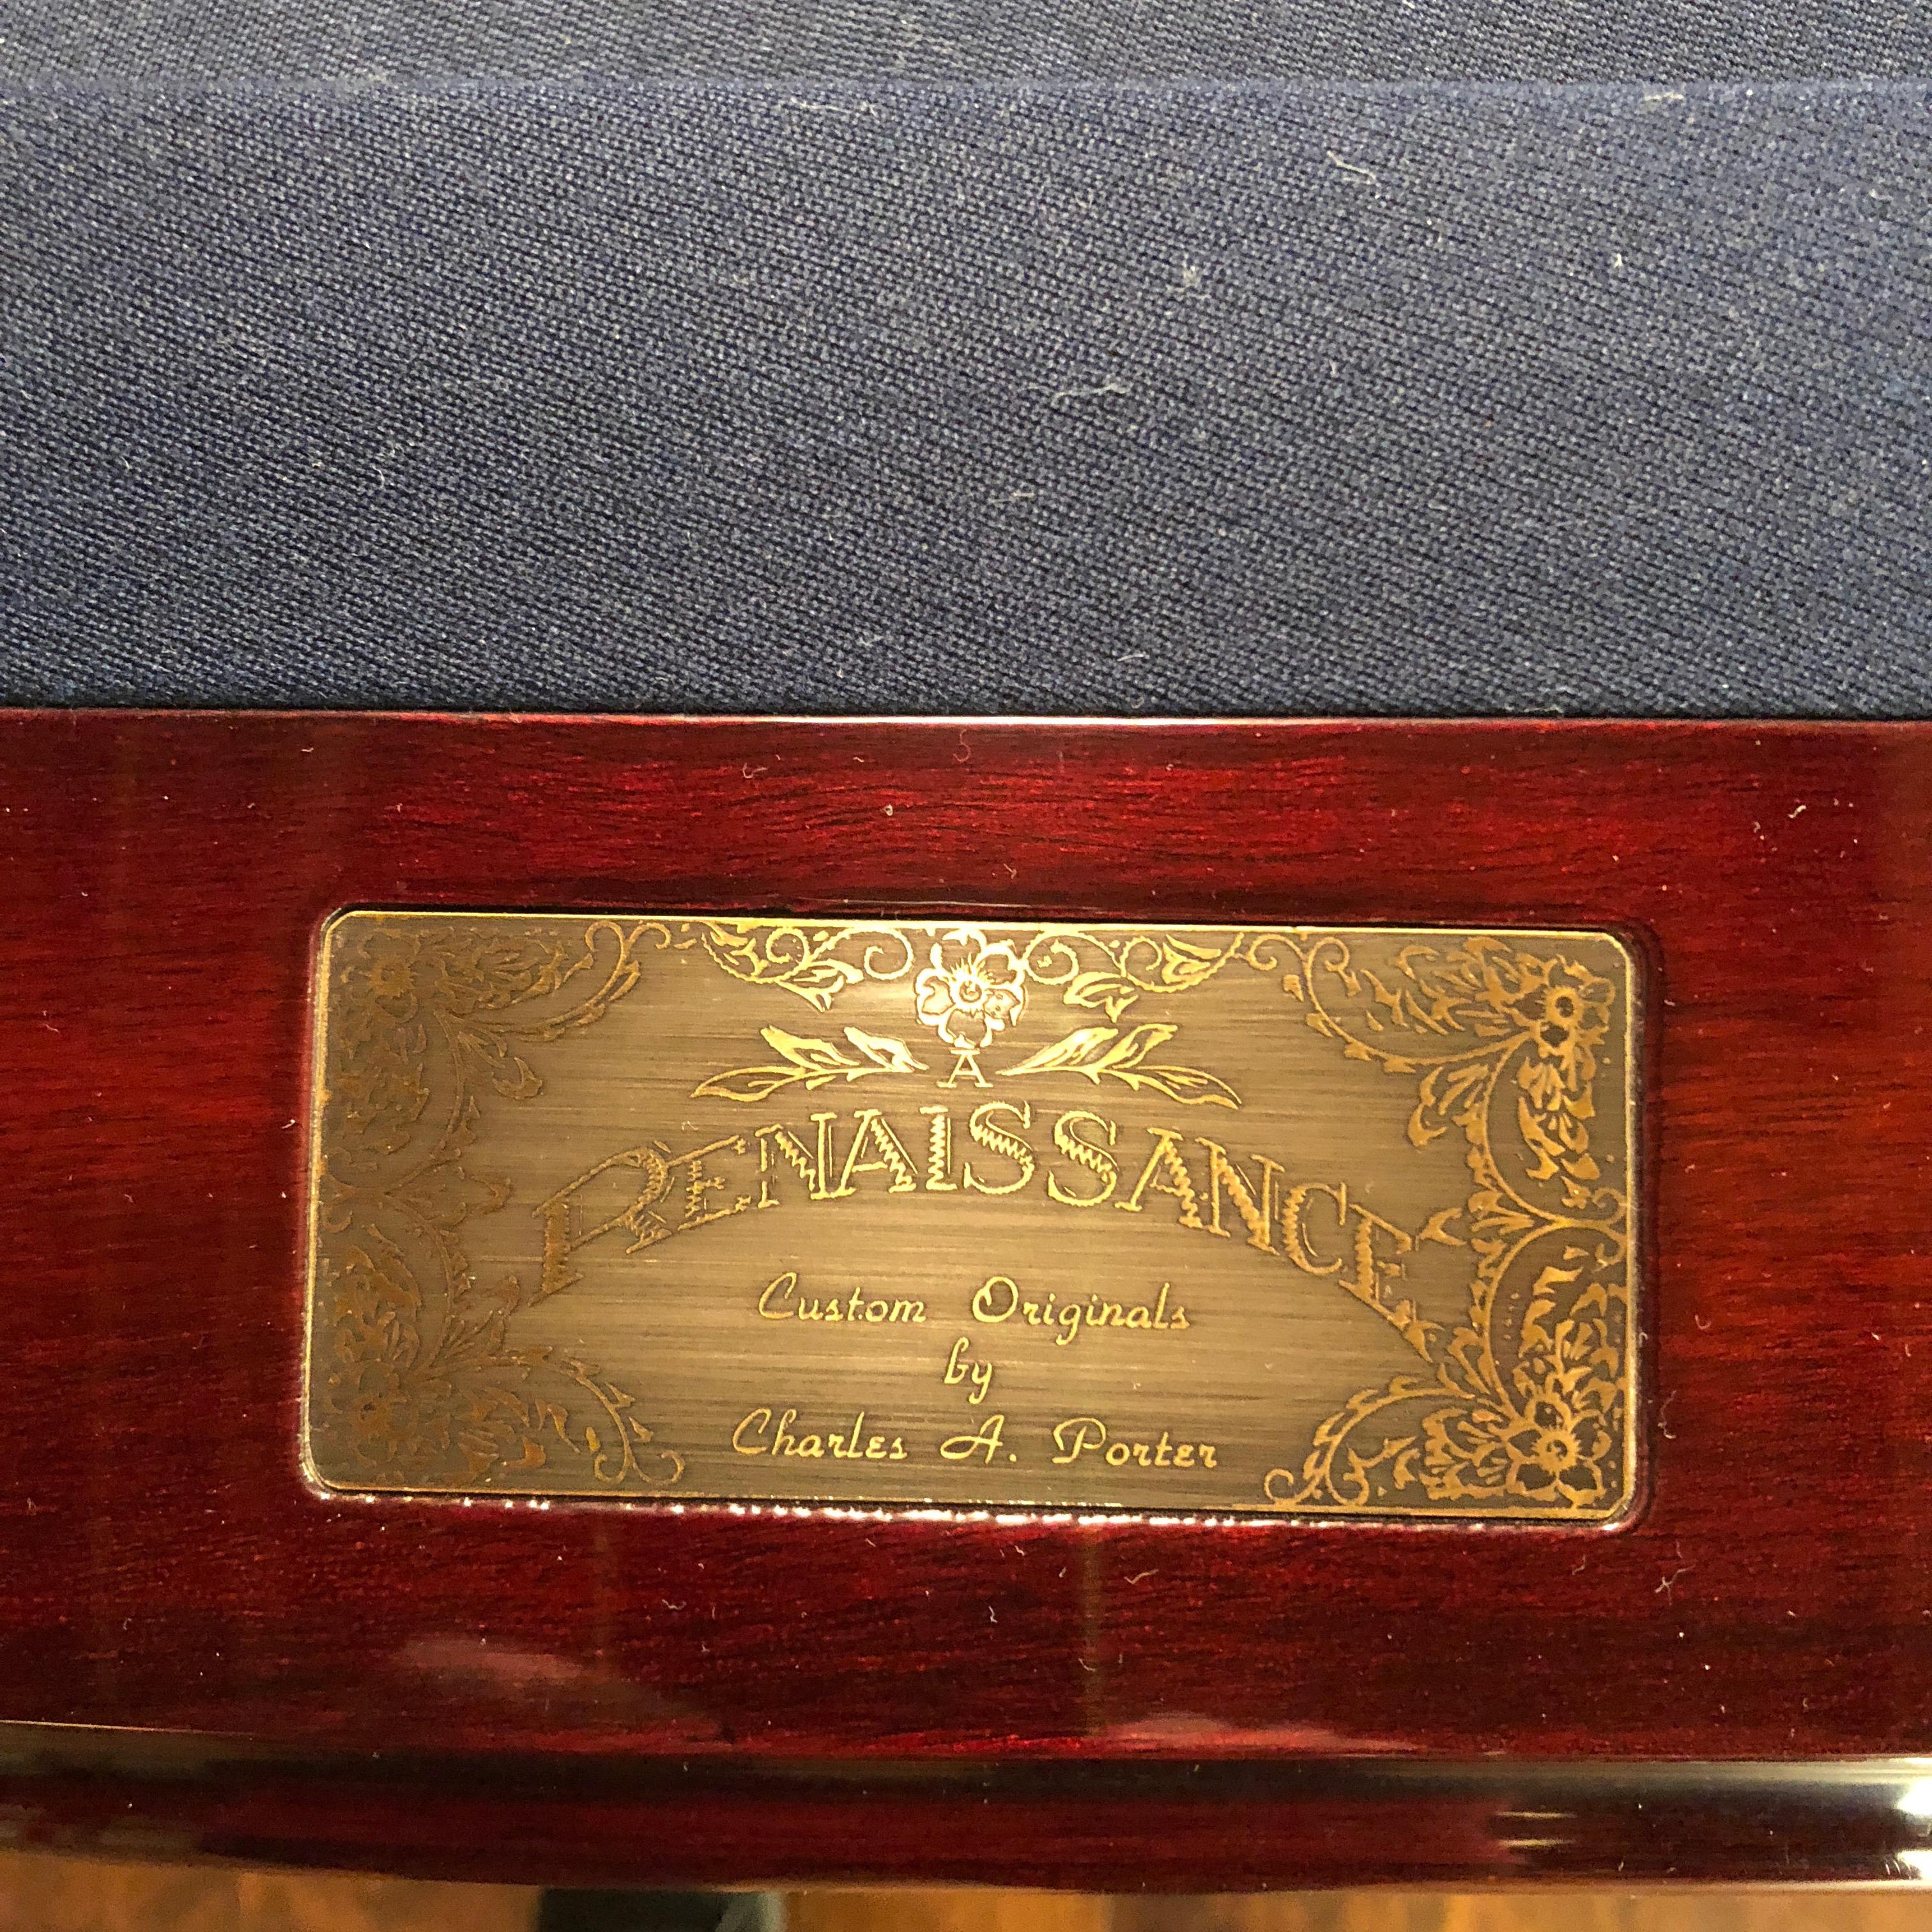 A
RENAISSANCE
Custom Originals
by
Charles A. Porter